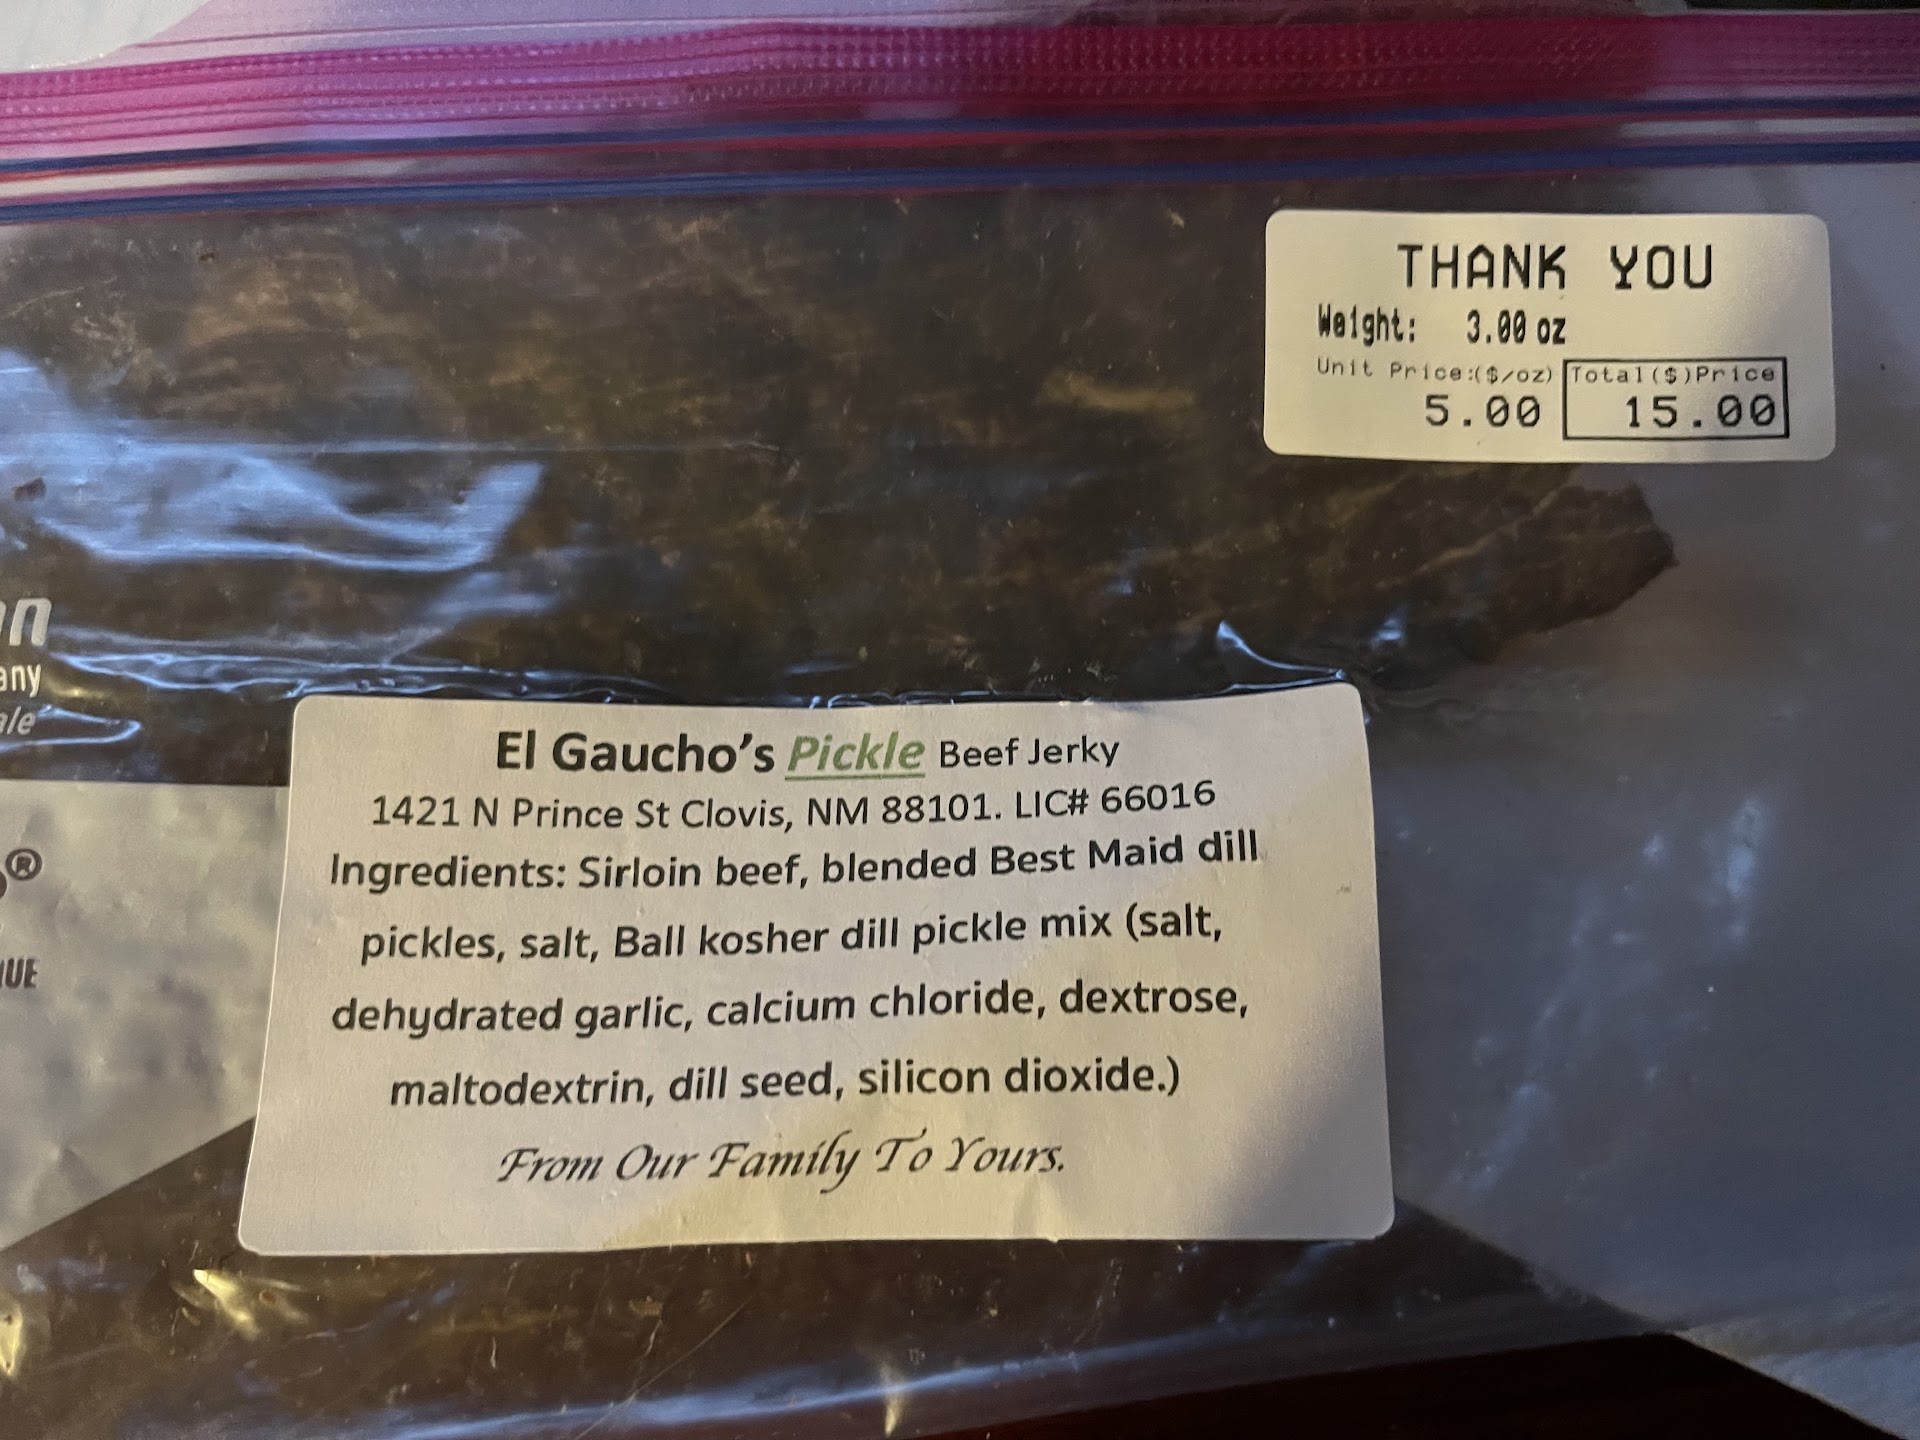 THANK YOU
Weight: 3.00 oz
Unit Price:($/oz) Total($)Price
5.00 15.00
El Gaucho's Pickle Beef Jerky
1421 N Prince St Clovis, NM 88101. LIC# 66016
Ingredients: Sirloin beef, blended Best Maid dill
pickles, salt, Ball kosher dill pickle mix (salt,
dehydrated garlic, calcium chloride, dextrose,
maltodextrin, dill seed, silicon dioxide.)
From Our Family To Yours.